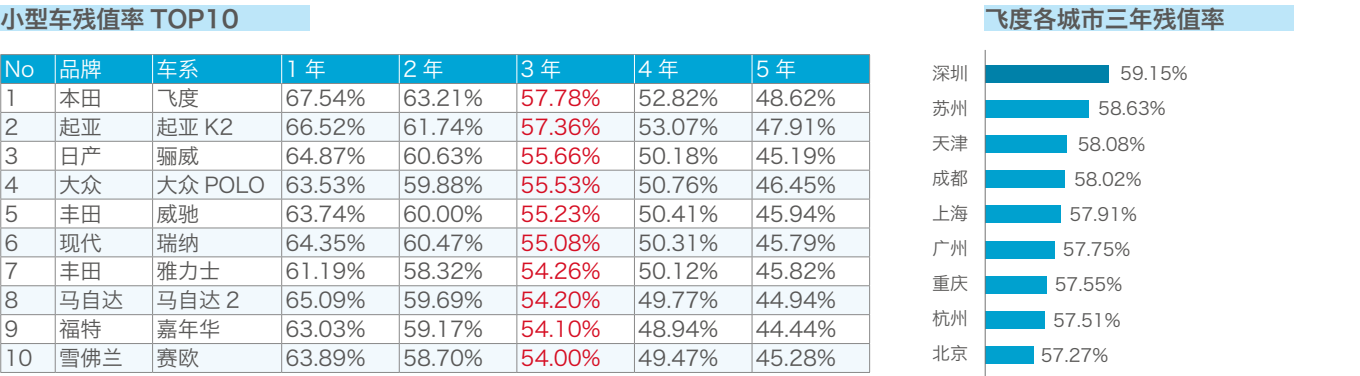 小型车残值率 TOP10
No 品牌 车系 1 年 2 年 3 年 4 年 5 年
1 本田 飞度 67.54% 63.21% 57.78% 52.82% 48.62%
2 起亚 起亚 K2 66.52% 61.74% 57.36% 53.07% 47.91%
3 日产 骊威 64.87% 60.63% 55.66% 50.18% 45.19%
4 大众 大众 POLO 63.53% 59.88% 55.53% 50.76% 46.45%
5 丰田 威驰 63.74% 60.00% 55.23% 50.41% 45.94%
6 现代 瑞纳 64.35% 60.47% 55.08% 50.31% 45.79%
7 丰田 雅力士 61.19% 58.32% 54.26% 50.12% 45.82%
8 马自达 马自达 2 65.09% 59.69% 54.20% 49.77% 44.94%
9 福特 嘉年华 63.03% 59.17% 54.10% 48.94% 44.44%
10 雪佛兰 赛欧 63.89% 58.70% 54.00% 49.47% 45.28%
飞度各城市三年残值率
深圳 59.15%
苏州 58.63%
天津 58.08%
成都 58.02%
上海 57.91%
广州 57.75%
重庆 57.55%
杭州 57.51%
北京 57.27%